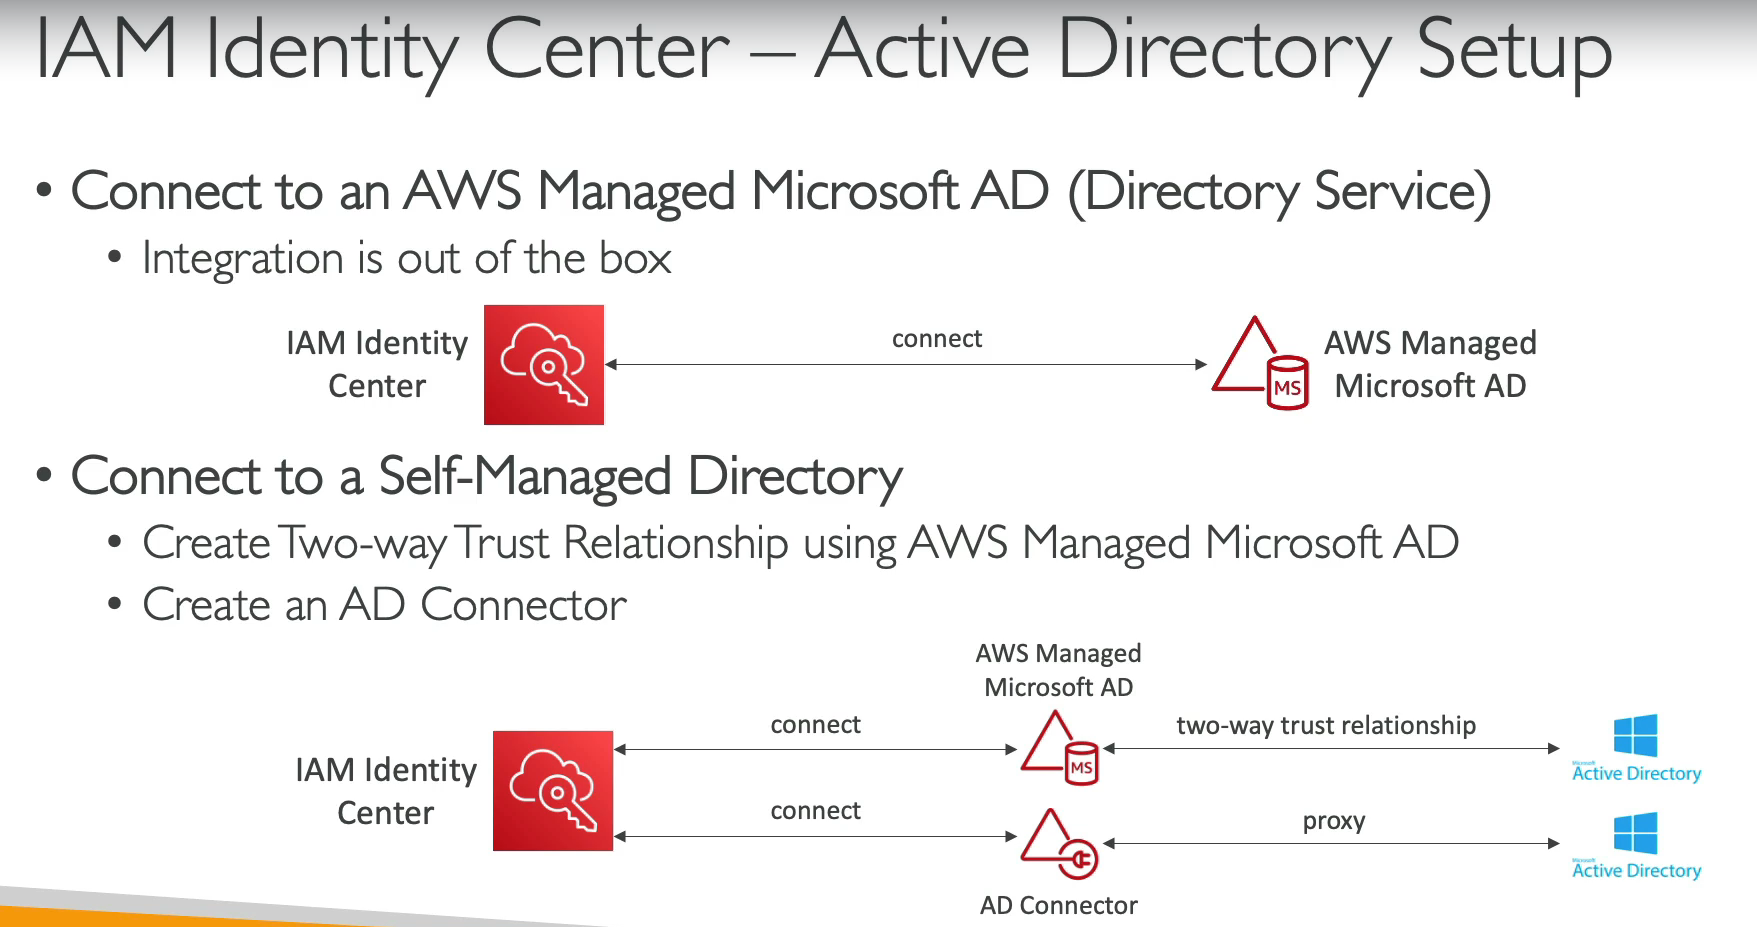 IAM Identity Center – Active Directory Setup
• Connect to an AWS Managed Microsoft AD (Directory Service)
• Integration is out of the box
IAM Identity
Center
connect
MS
AWS Managed
Microsoft AD
• Connect to a Self-Managed Directory
• Create Two-way Trust Relationship using AWS Managed Microsoft AD
• Create an AD Connector
AWS Managed
Microsoft AD
connect
MS
two-way trust relationship
Microsoft
Active Directory
IAM Identity
Center
connect
proxy
Microsoft
Active Directory
AD Connector